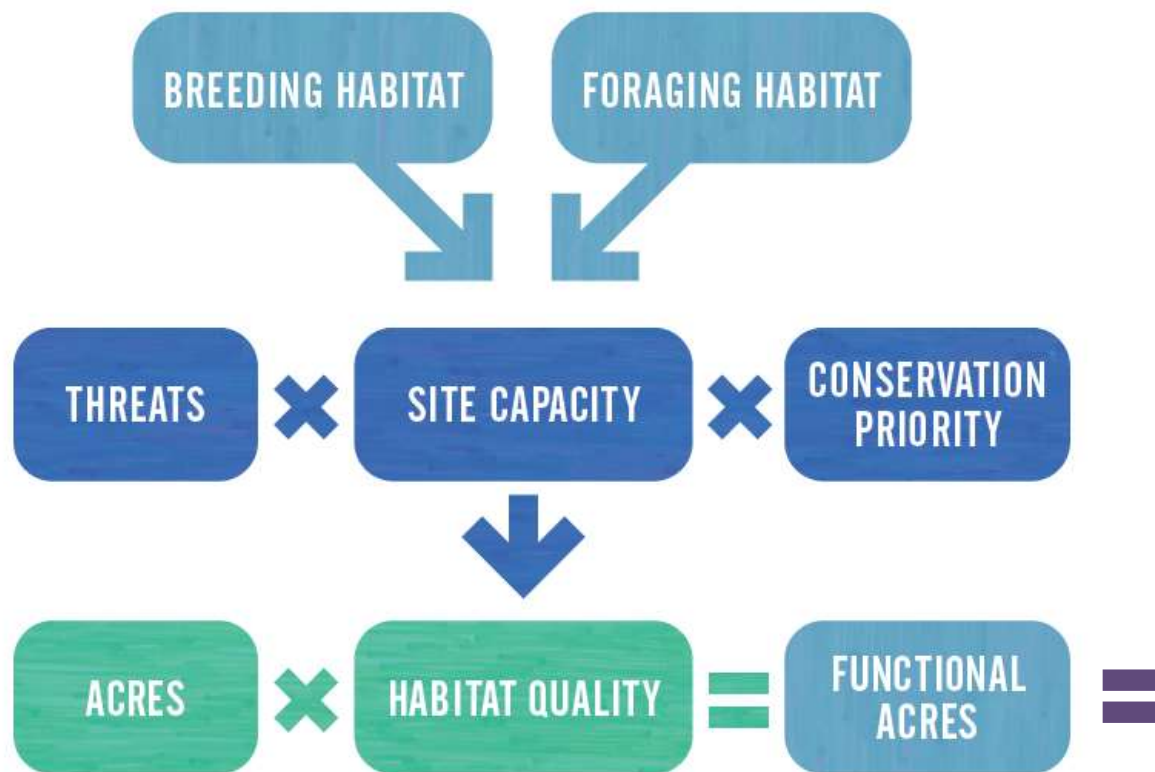 BREEDING HABITAT
FORAGING HABITAT
THREATS
SITE CAPACITY
CONSERVATION
PRIORITY
ACRES
HABITAT QUALITY
FUNCTIONAL
ACRES